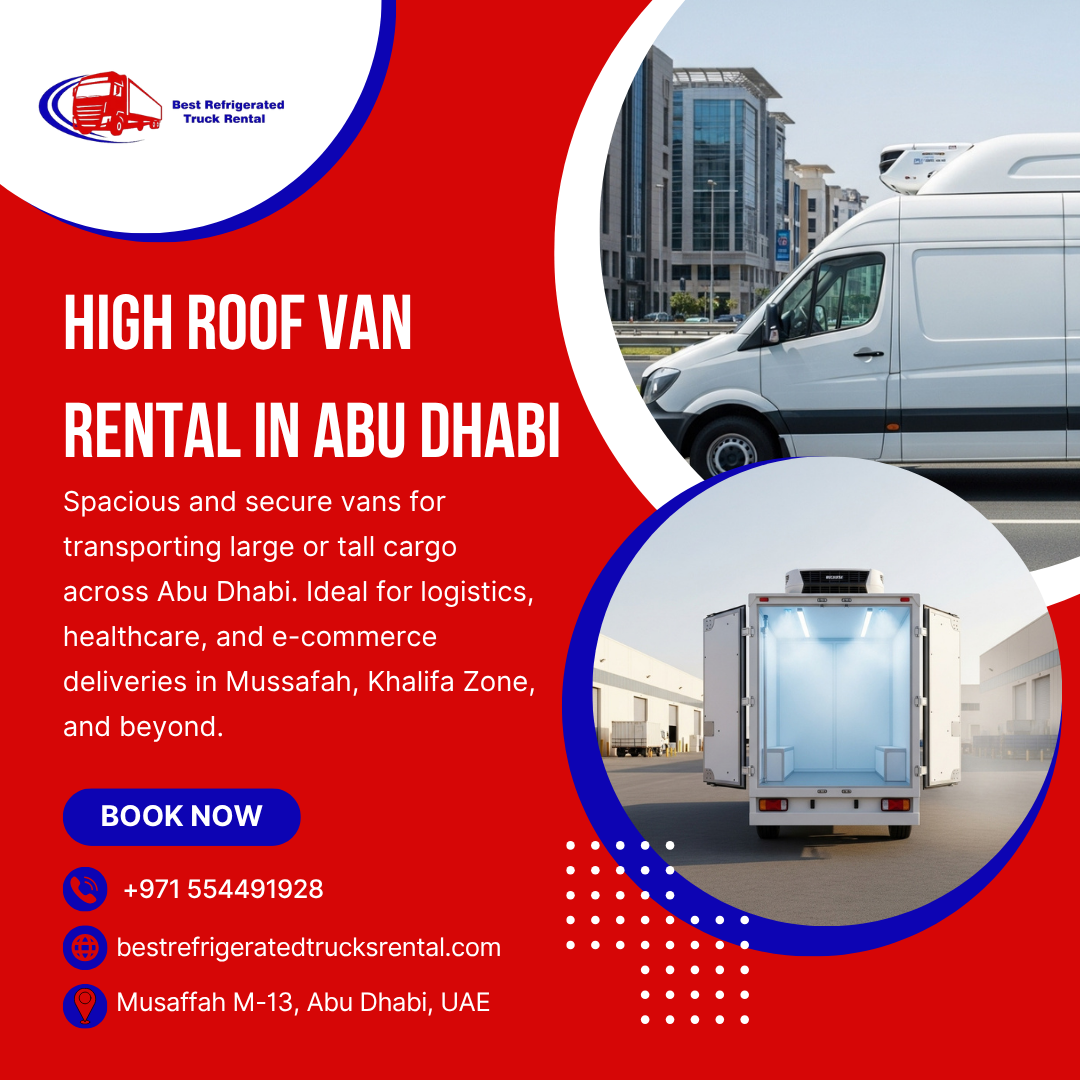 Best Refrigerated
Truck Rental
HIGH ROOF VAN
RENTAL IN ABU DHABI
Spacious and secure vans for
transporting large or tall cargo
across Abu Dhabi. Ideal for logistics,
healthcare, and e-commerce
deliveries in Mussafah, Khalifa Zone,
and beyond.
BOOK NOW
+971 554491928
bestrefrigeratedtrucksrental.com
Musaffah M-13, Abu Dhabi, UAE